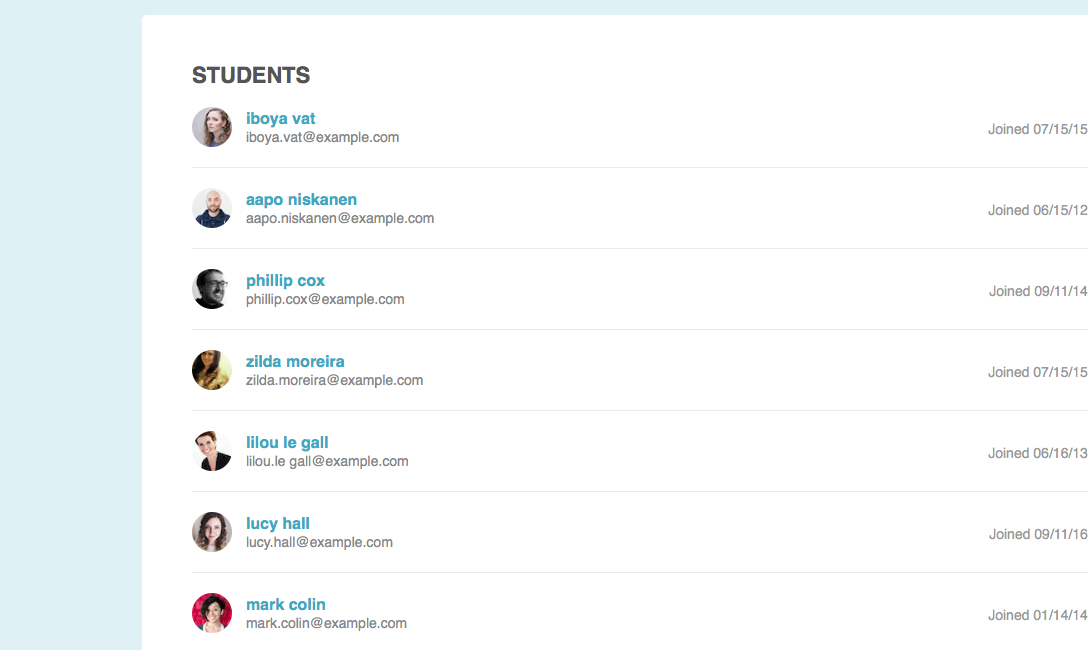 STUDENTS
iboya vat
iboya.vat@example.com
Joined 07/15/15
aapo niskanen
aapo.niskanen@example.com
Joined 06/15/12
phillip cox
phillip.cox@example.com
Joined 09/11/14
zilda moreira
zilda.moreira@example.com
Joined 07/15/15
lilou le gall
lilou.le gall@example.com
Joined 06/16/13
lucy hall
lucy.hall@example.com
Joined 09/11/16
mark colin
mark.colin@example.com
Joined 01/14/14